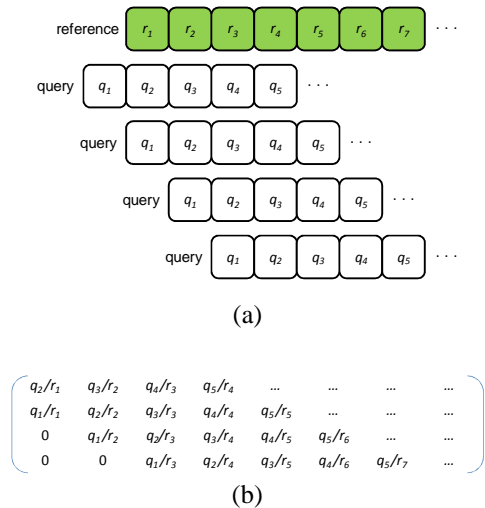 reference r1 r2 r3 r4 r5 r6 r7 · · ·
query q1 q2 q3 q4 q5 · · ·
query q1 q2 q3 q4 q5 · · ·
query q1 q2 q3 q4 q5 · · ·
query q1 q2 q3 q4 q5 · · ·
(a)
q2/r1 q3/r2 q4/r3 q5/r4 ... ... ... ...
q1/r1 q2/r2 q3/r3 q4/r4 q5/r5 ... ... ...
0 q1/r2 q2/r3 q3/r4 q4/r5 q5/r6 ... ...
0 0 q1/r3 q2/r4 q3/r5 q4/r6 q5/r7 ...
(b)